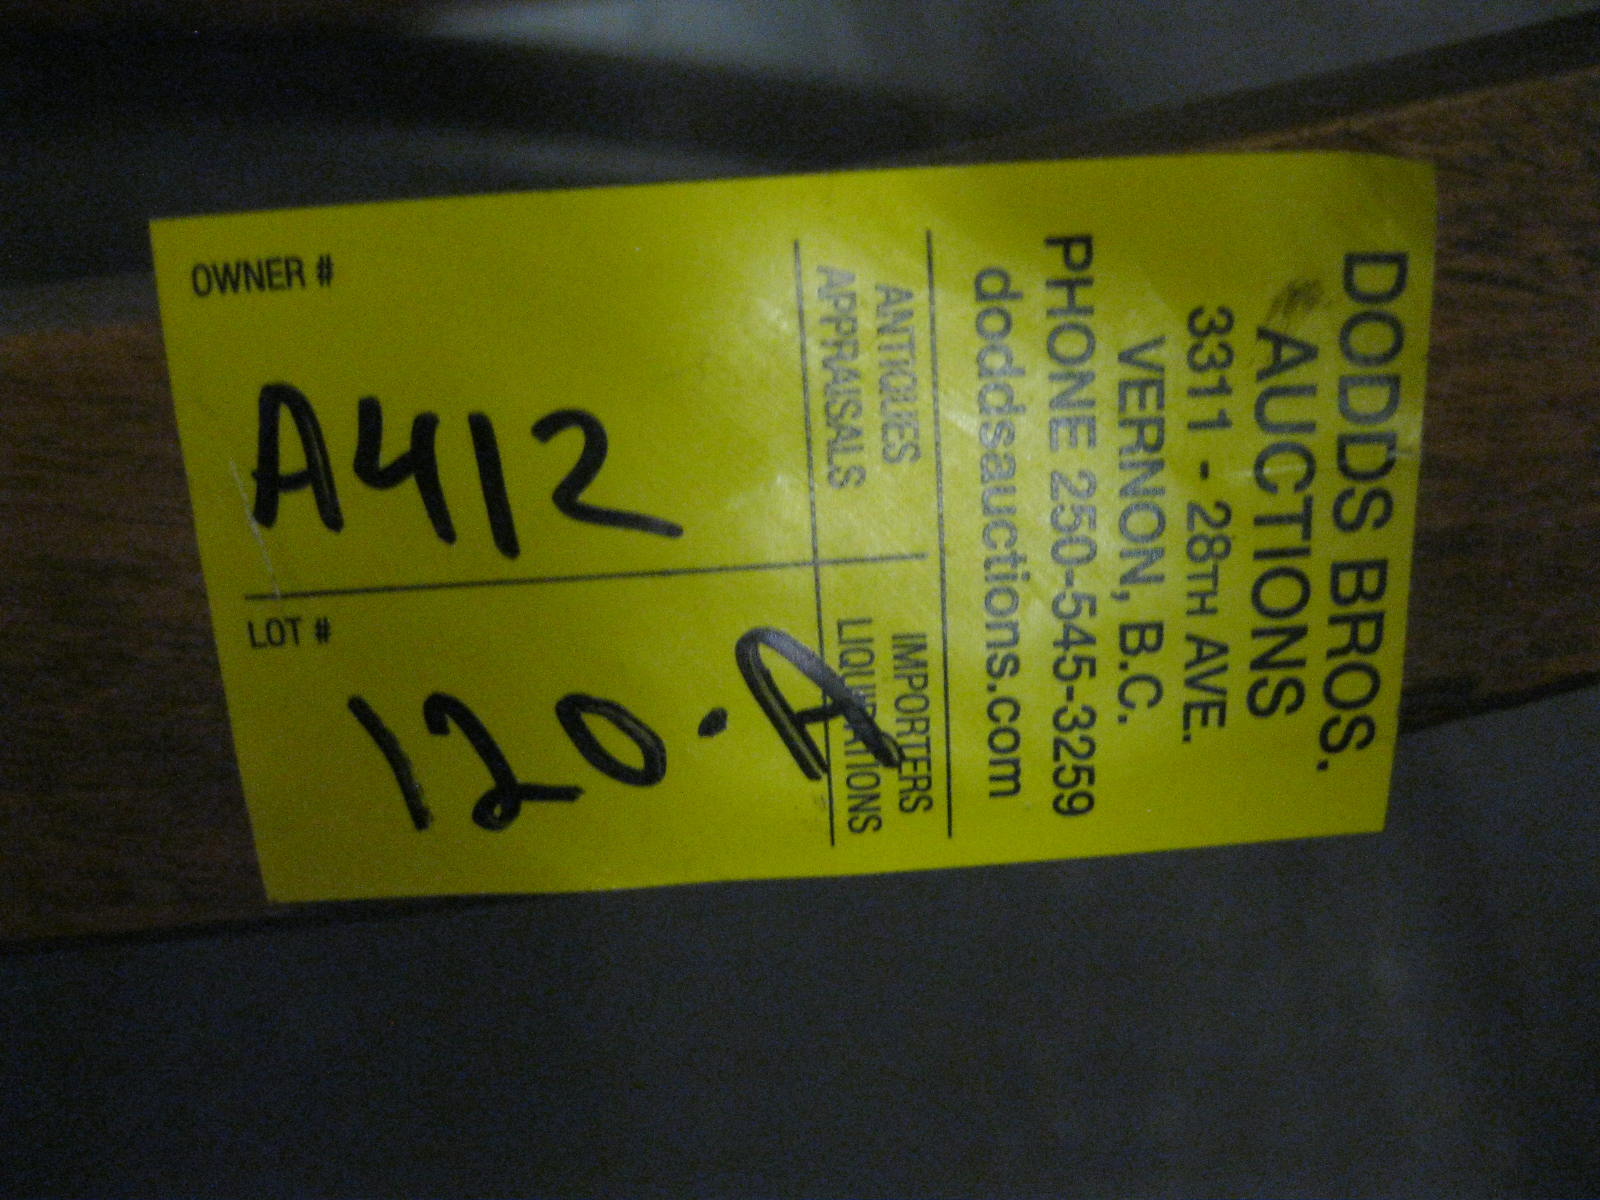 DODDS BROS.
AUCTIONS
3311 - 28TH AVE.
VERNON, B.C.
PHONE 250-545-3259
doddsauctions.com
ANTIQUES
APPRAISALS
IMPORTERS
LIQUIDATIONS
OWNER #
A412
LOT #
120-A